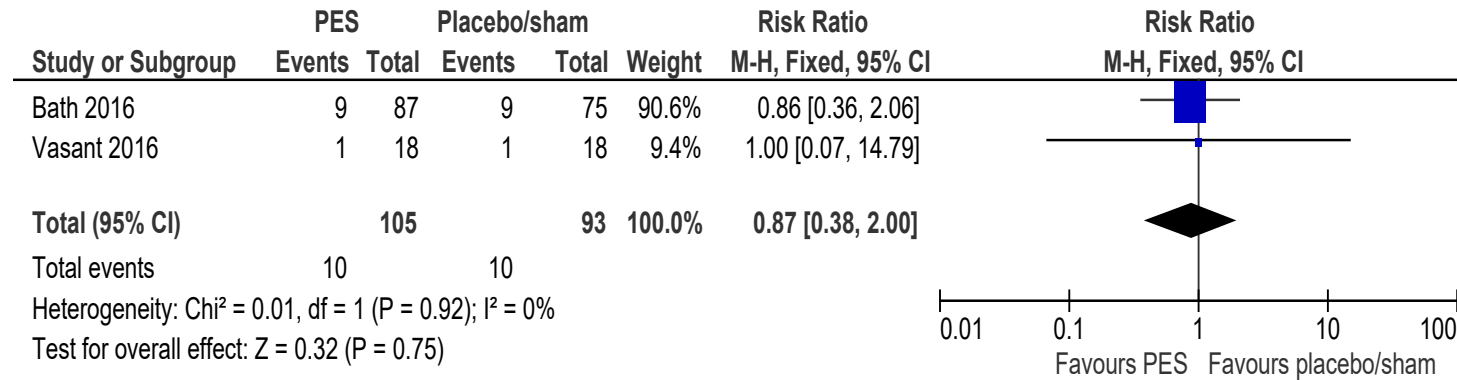 PES Placebo/sham Risk Ratio Risk Ratio
Study or Subgroup Events Total Events Total Weight M-H, Fixed, 95% CI M-H, Fixed, 95% CI
Bath 2016 9 87 9 75 90.6% 0.86 [0.36, 2.06]
Vasant 2016 1 18 1 18 9.4% 1.00 [0.07, 14.79]
Total (95% CI) 105 93 100.0% 0.87 [0.38, 2.00]
Total events 10 10
Heterogeneity: Chi² = 0.01, df = 1 (P = 0.92); I² = 0%
Test for overall effect: Z = 0.32 (P = 0.75)
0.01 0.1 1 10 100
Favours PES Favours placebo/sham